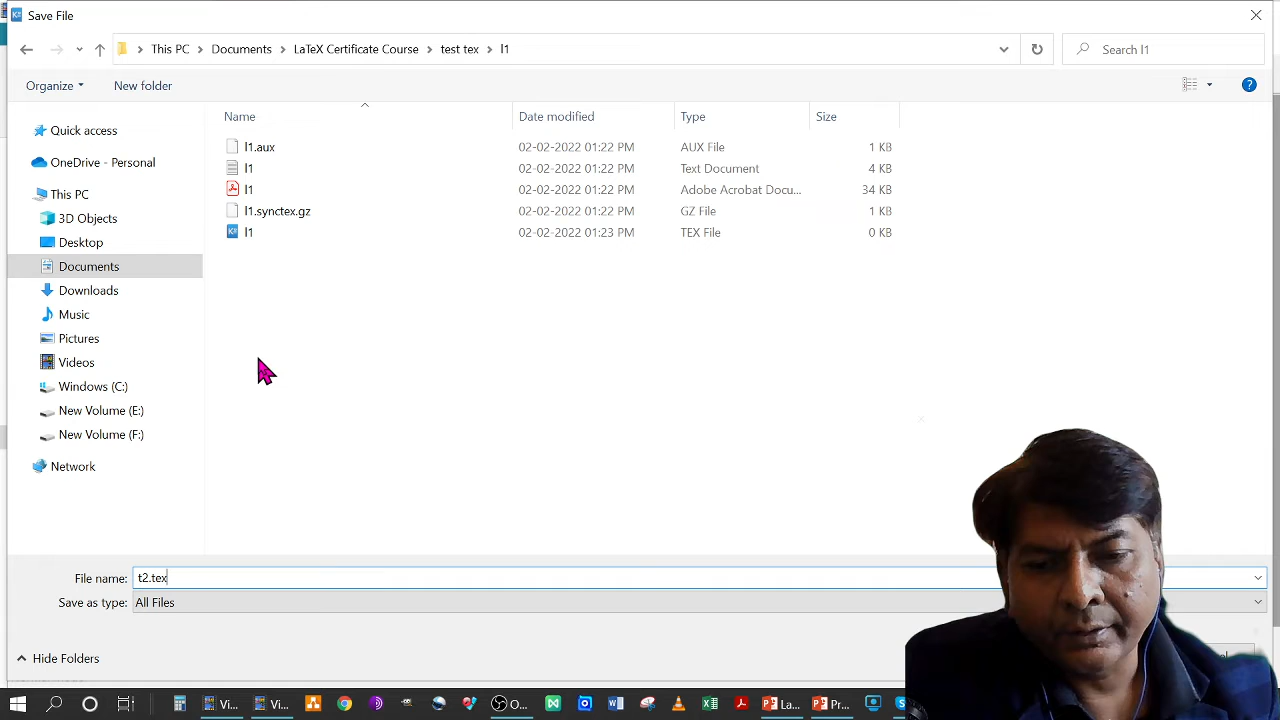 Save File
This PC Documents LaTeX Certificate Course test tex l1
Search l1
Organize New folder
Name Date modified Type Size
Quick access
OneDrive - Personal
This PC
3D Objects
Desktop
Documents
Downloads
Music
Pictures
Videos
Windows (C:)
New Volume (E:)
New Volume (F:)
Network
l1.aux 02-02-2022 01:22 PM AUX File 1 KB
l1 02-02-2022 01:22 PM Text Document 4 KB
l1 02-02-2022 01:22 PM Adobe Acrobat Docu... 34 KB
l1.synctex.gz 02-02-2022 01:22 PM GZ File 1 KB
l1 02-02-2022 01:23 PM TEX File 0 KB
File name: t2.tex
Save as type: All Files
Hide Folders
Vi... Vi... O... La... Pr...